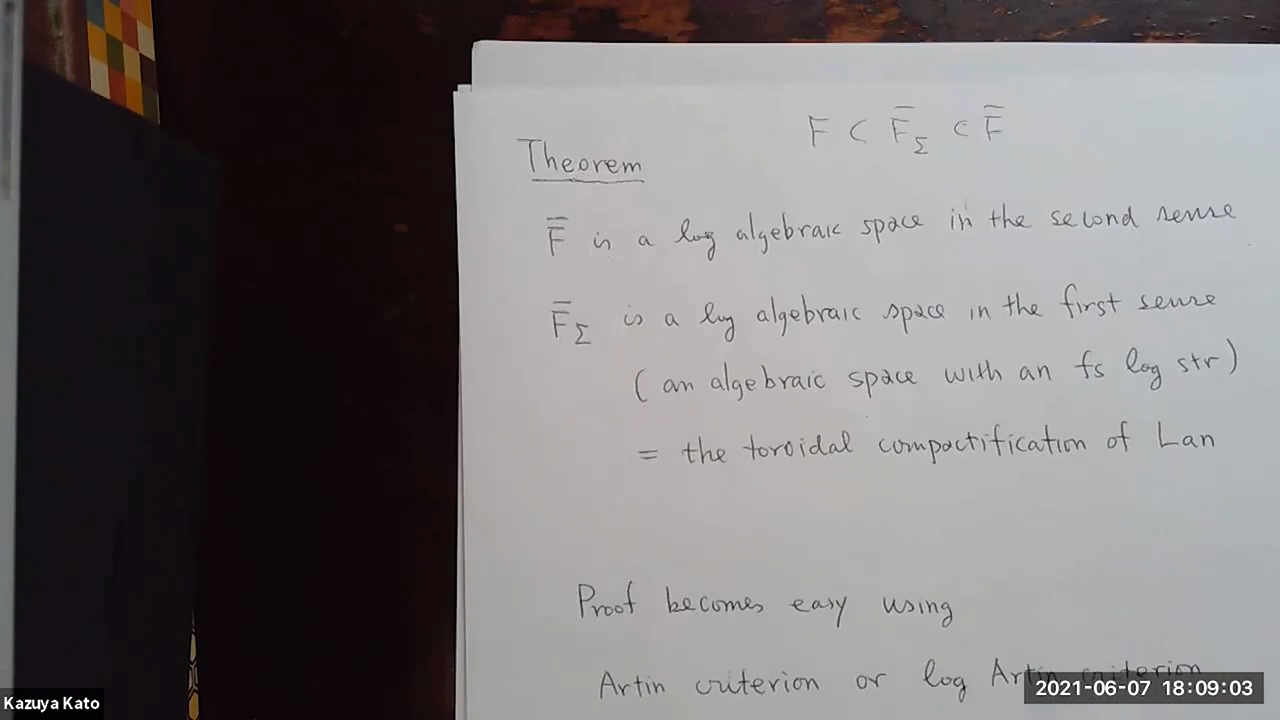 F ⊂ F̅_Σ ⊂ F̅
Theorem
F̅ is a log algebraic space in the second sense
F̅_Σ is a log algebraic space in the first sense
(an algebraic space with an fs log str)
= the toroidal compactification of Lan
Proof becomes easy using
Artin criterion or log Artin criterion
2021-06-07 18:09:03
Kazuya Kato